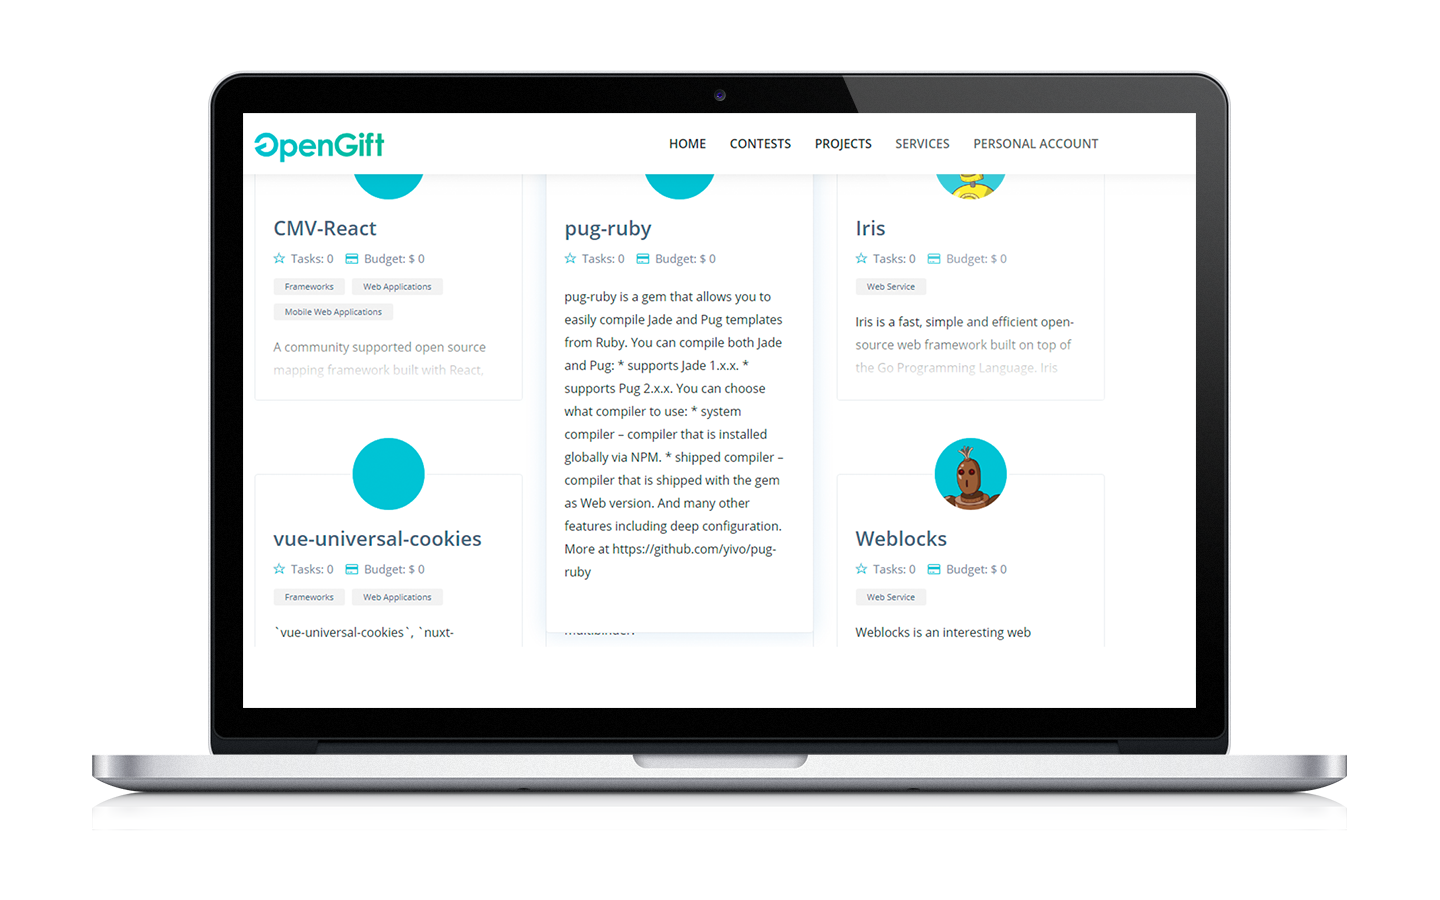 OpenGift
HOME CONTESTS PROJECTS SERVICES PERSONAL ACCOUNT
CMV-React
Tasks: 0 Budget: $ 0
Frameworks Web Applications
Mobile Web Applications
A community supported open source
mapping framework built with React,
pug-ruby
Tasks: 0 Budget: $ 0
pug-ruby is a gem that allows you to
easily compile Jade and Pug templates
from Ruby. You can compile both Jade
and Pug: * supports Jade 1.x.x. *
supports Pug 2.x.x. You can choose
what compiler to use: * system
compiler – compiler that is installed
globally via NPM. * shipped compiler –
compiler that is shipped with the gem
as Web version. And many other
features including deep configuration.
More at https://github.com/yivo/pug-
ruby
Iris
Tasks: 0 Budget: $ 0
Web Service
Iris is a fast, simple and efficient open-
source web framework built on top of
the Go Programming Language. Iris
vue-universal-cookies
Tasks: 0 Budget: $ 0
Frameworks Web Applications
`vue-universal-cookies`, `nuxt-
Weblocks
Tasks: 0 Budget: $ 0
Web Service
Weblocks is an interesting web